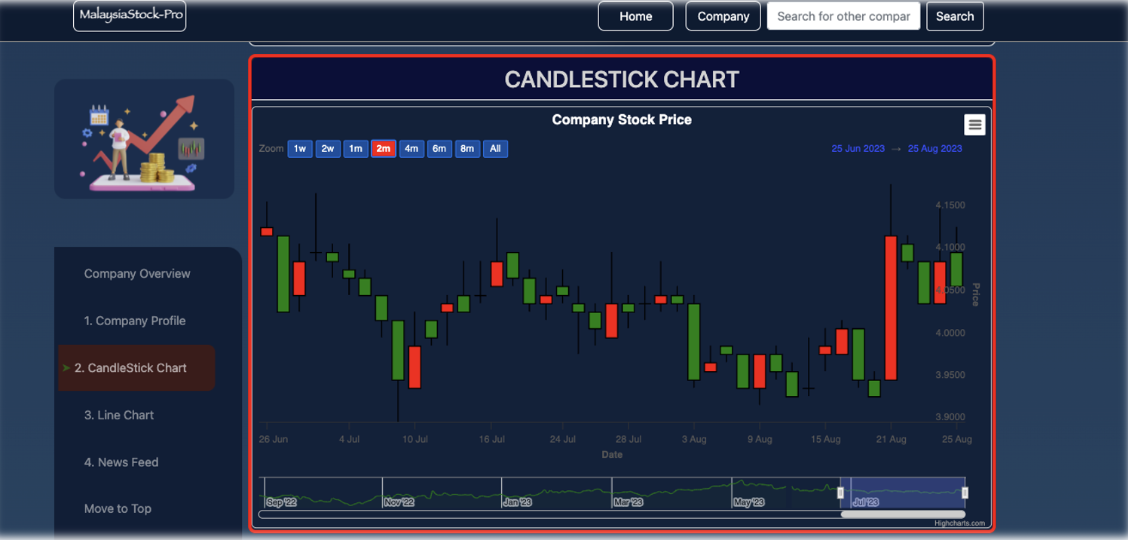 MalaysiaStock-Pro
Home
Company
Search for other compar
Search
CANDLESTICK CHART
Company Stock Price
Zoom 1w 2w 1m 2m 4m 6m 8m All
25 Jun 2023 → 25 Aug 2023
4.1500
4.1000
4.0500
4.0000
3.9500
3.9000
Price
26 Jun 4 Jul 10 Jul 16 Jul 24 Jul 28 Jul 3 Aug 9 Aug 15 Aug 21 Aug 25 Aug
Date
Sep '22 Nov '22 Jan '23 Mar '23 May '23 Jul '23
Highcharts.com
Company Overview
1. Company Profile
➤ 2. CandleStick Chart
3. Line Chart
4. News Feed
Move to Top